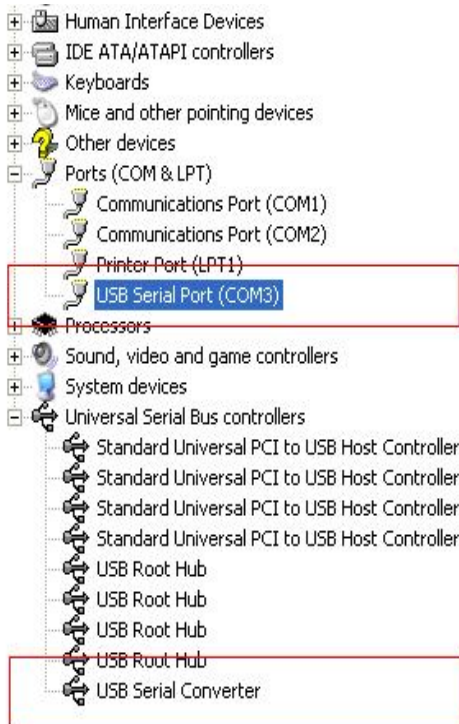 Human Interface Devices
IDE ATA/ATAPI controllers
Keyboards
Mice and other pointing devices
Other devices
Ports (COM & LPT)
Communications Port (COM1)
Communications Port (COM2)
Printer Port (LPT1)
USB Serial Port (COM3)
Processors
Sound, video and game controllers
System devices
Universal Serial Bus controllers
Standard Universal PCI to USB Host Controller
Standard Universal PCI to USB Host Controller
Standard Universal PCI to USB Host Controller
Standard Universal PCI to USB Host Controller
USB Root Hub
USB Root Hub
USB Root Hub
USB Root Hub
USB Serial Converter